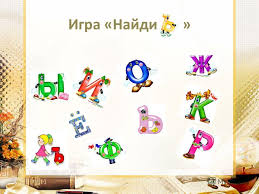 Игра «Найди Ь »
Ы И О Ж
Ё Ь К
Ъ Ф Р